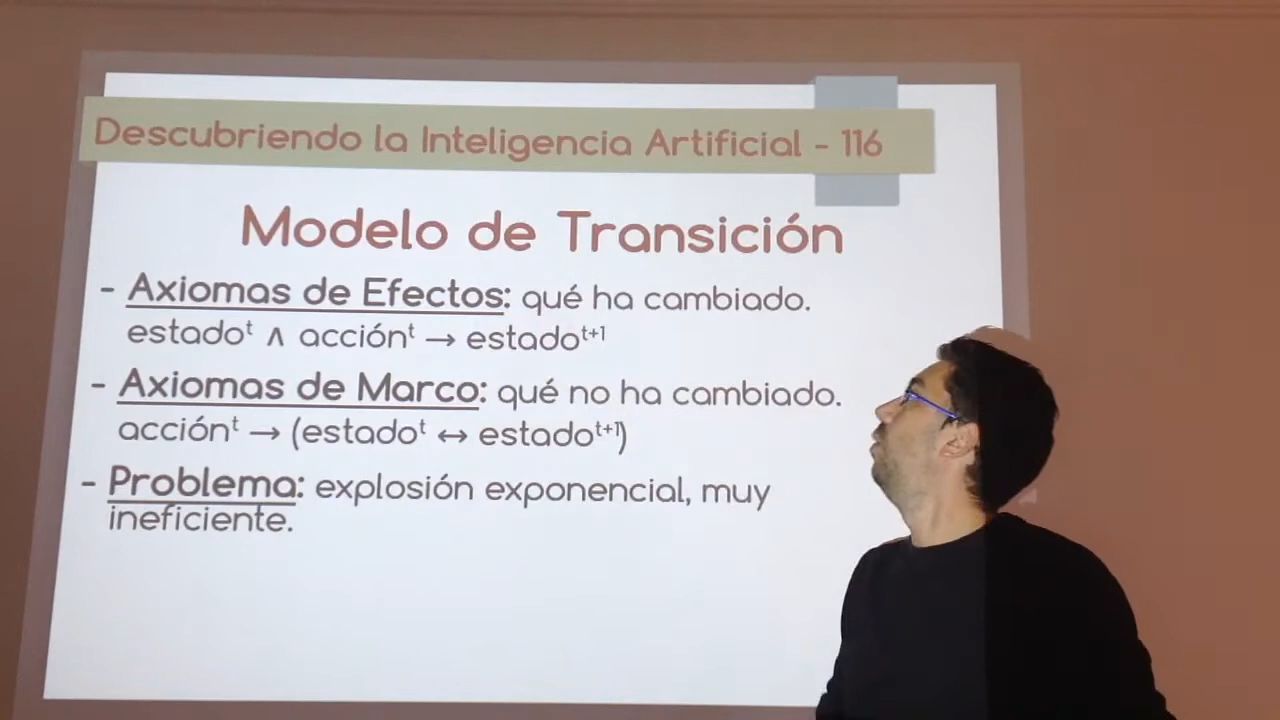 Descubriendo la Inteligencia Artificial - 116
Modelo de Transición
- Axiomas de Efectos: qué ha cambiado.
estadoᵗ ∧ acciónᵗ → estadoᵗ⁺¹
- Axiomas de Marco: qué no ha cambiado.
acciónᵗ → (estadoᵗ ↔ estadoᵗ⁺¹)
- Problema: explosión exponencial, muy
ineficiente.